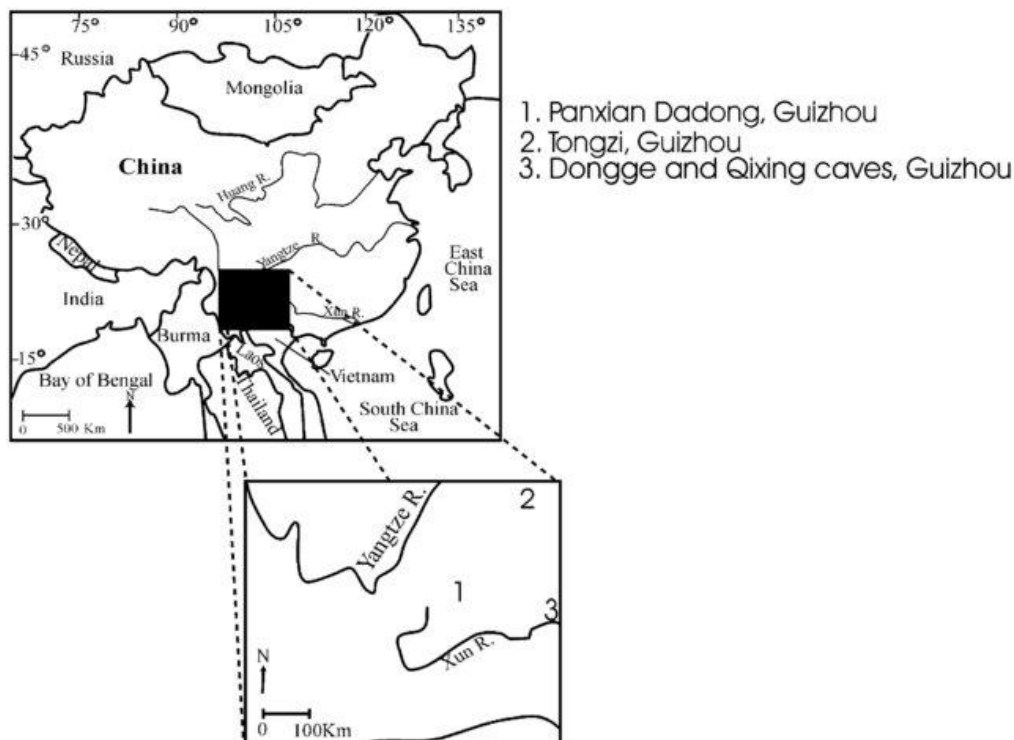 75° 90° 105° 120° 135°
45°
Russia
Mongolia
China
Huang R.
30°
Nepal
Yangtze R.
East
China
Sea
India
Xun R.
Burma
15°
Laos
Vietnam
Bay of Bengal
Thailand
N
0 500 Km
South China
Sea
1. Panxian Dadong, Guizhou
2. Tongzi, Guizhou
3. Dongge and Qixing caves, Guizhou
Yangtze R.
2
1
3
Xun R.
N
0 100Km